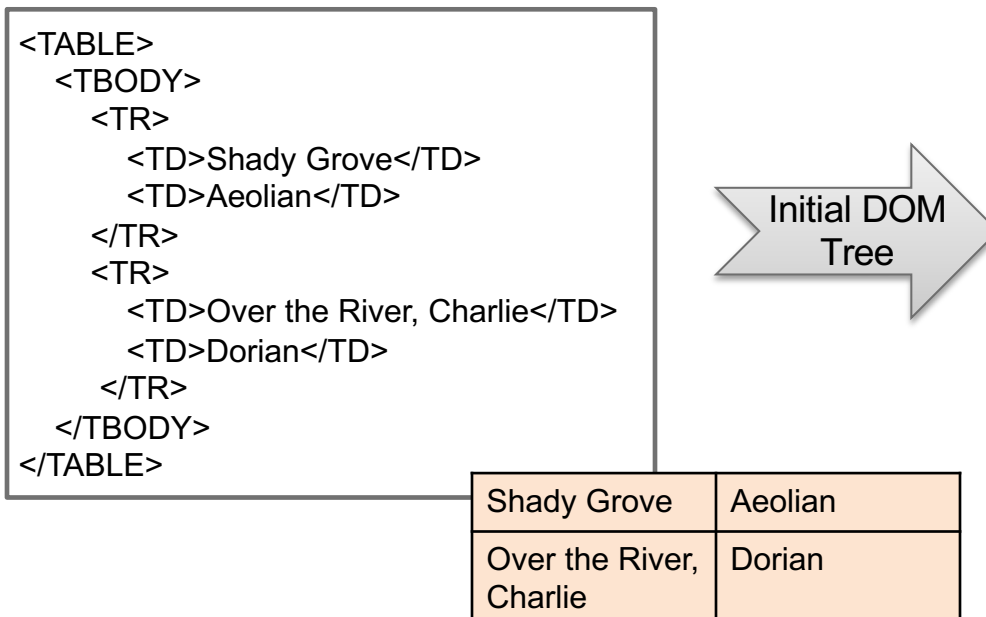 <TABLE>
<TBODY>
<TR>
<TD>Shady Grove</TD>
<TD>Aeolian</TD>
</TR>
<TR>
<TD>Over the River, Charlie</TD>
<TD>Dorian</TD>
</TR>
</TBODY>
</TABLE>
Initial DOM
Tree
Shady Grove Aeolian
Over the River, Dorian
Charlie